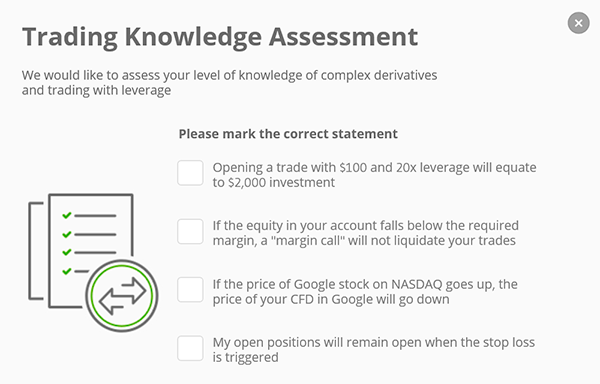 Trading Knowledge Assessment
We would like to assess your level of knowledge of complex derivatives
and trading with leverage
Please mark the correct statement
Opening a trade with $100 and 20x leverage will equate
to $2,000 investment
If the equity in your account falls below the required
margin, a "margin call" will not liquidate your trades
If the price of Google stock on NASDAQ goes up, the
price of your CFD in Google will go down
My open positions will remain open when the stop loss
is triggered